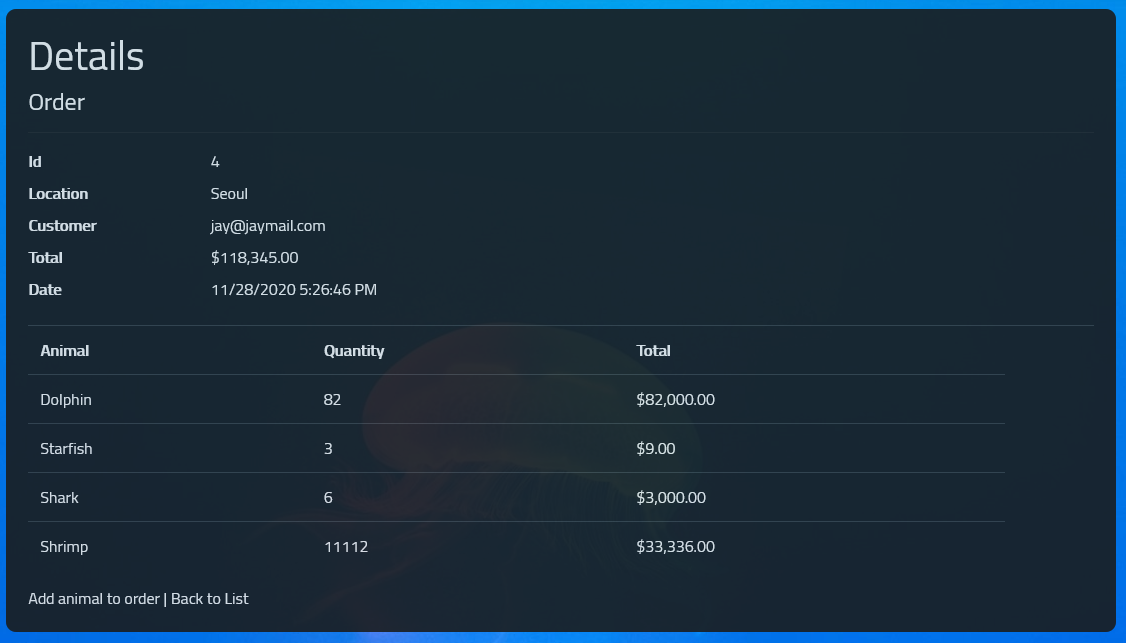 Details
Order
Id 4
Location Seoul
Customer jay@jaymail.com
Total $118,345.00
Date 11/28/2020 5:26:46 PM
Animal Quantity Total
Dolphin 82 $82,000.00
Starfish 3 $9.00
Shark 6 $3,000.00
Shrimp 11112 $33,336.00
Add animal to order | Back to List